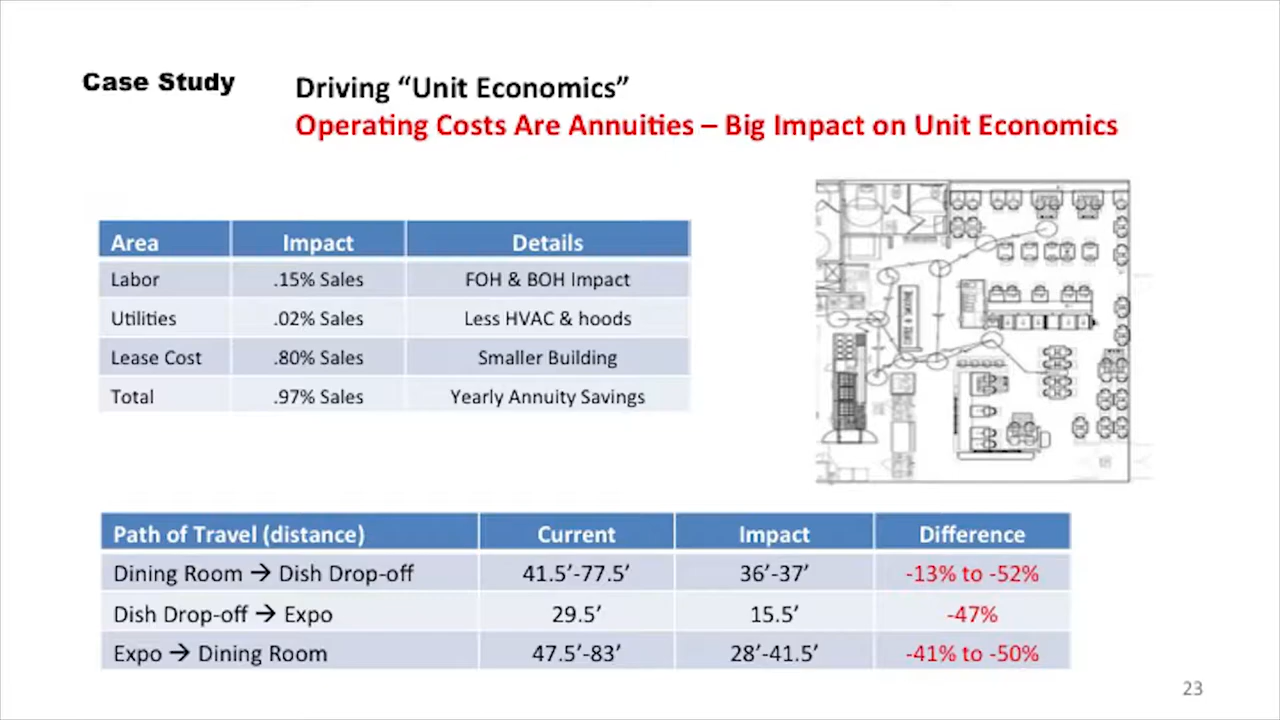 Case Study
Driving “Unit Economics”
Operating Costs Are Annuities – Big Impact on Unit Economics
Area Impact Details
Labor .15% Sales FOH & BOH Impact
Utilities .02% Sales Less HVAC & hoods
Lease Cost .80% Sales Smaller Building
Total .97% Sales Yearly Annuity Savings
Path of Travel (distance) Current Impact Difference
Dining Room → Dish Drop-off 41.5’-77.5’ 36’-37’ -13% to -52%
Dish Drop-off → Expo 29.5’ 15.5’ -47%
Expo → Dining Room 47.5’-83’ 28’-41.5’ -41% to -50%
23